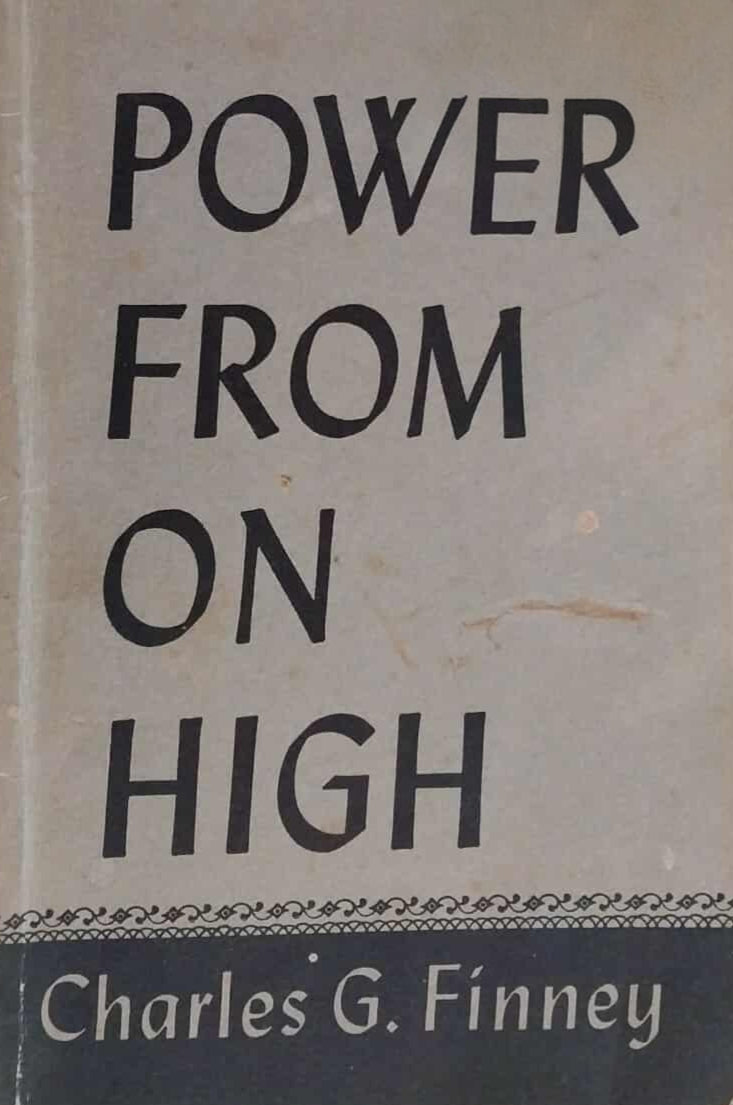 POWER
FROM
ON
HIGH
Charles G. Finney